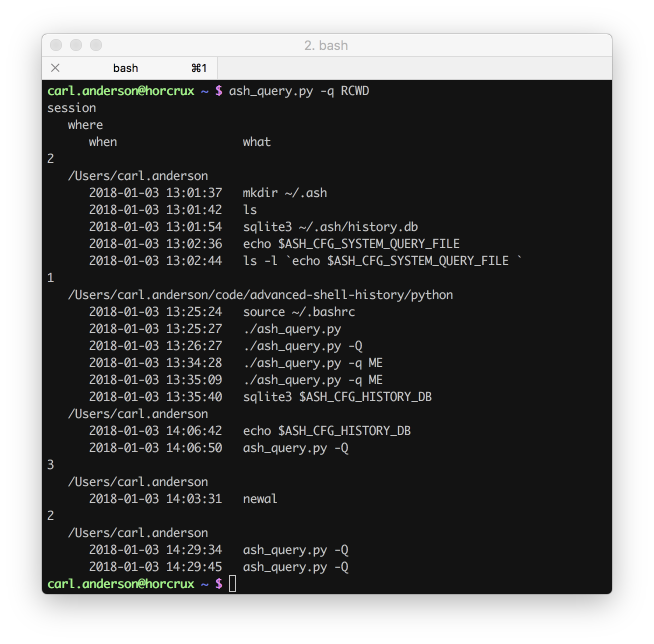 2. bash
bash ⌘1
carl.anderson@horcrux ~ $ ash_query.py -q RCWD
session
where
when what
2
/Users/carl.anderson
2018-01-03 13:01:37 mkdir ~/.ash
2018-01-03 13:01:42 ls
2018-01-03 13:01:54 sqlite3 ~/.ash/history.db
2018-01-03 13:02:36 echo $ASH_CFG_SYSTEM_QUERY_FILE
2018-01-03 13:02:44 ls -l `echo $ASH_CFG_SYSTEM_QUERY_FILE `
1
/Users/carl.anderson/code/advanced-shell-history/python
2018-01-03 13:25:24 source ~/.bashrc
2018-01-03 13:25:27 ./ash_query.py
2018-01-03 13:26:27 ./ash_query.py -Q
2018-01-03 13:34:28 ./ash_query.py -q ME
2018-01-03 13:35:09 ./ash_query.py -q ME
2018-01-03 13:35:40 sqlite3 $ASH_CFG_HISTORY_DB
/Users/carl.anderson
2018-01-03 14:06:42 echo $ASH_CFG_HISTORY_DB
2018-01-03 14:06:50 ash_query.py -Q
3
/Users/carl.anderson
2018-01-03 14:03:31 newal
2
/Users/carl.anderson
2018-01-03 14:29:34 ash_query.py -Q
2018-01-03 14:29:45 ash_query.py -Q
carl.anderson@horcrux ~ $